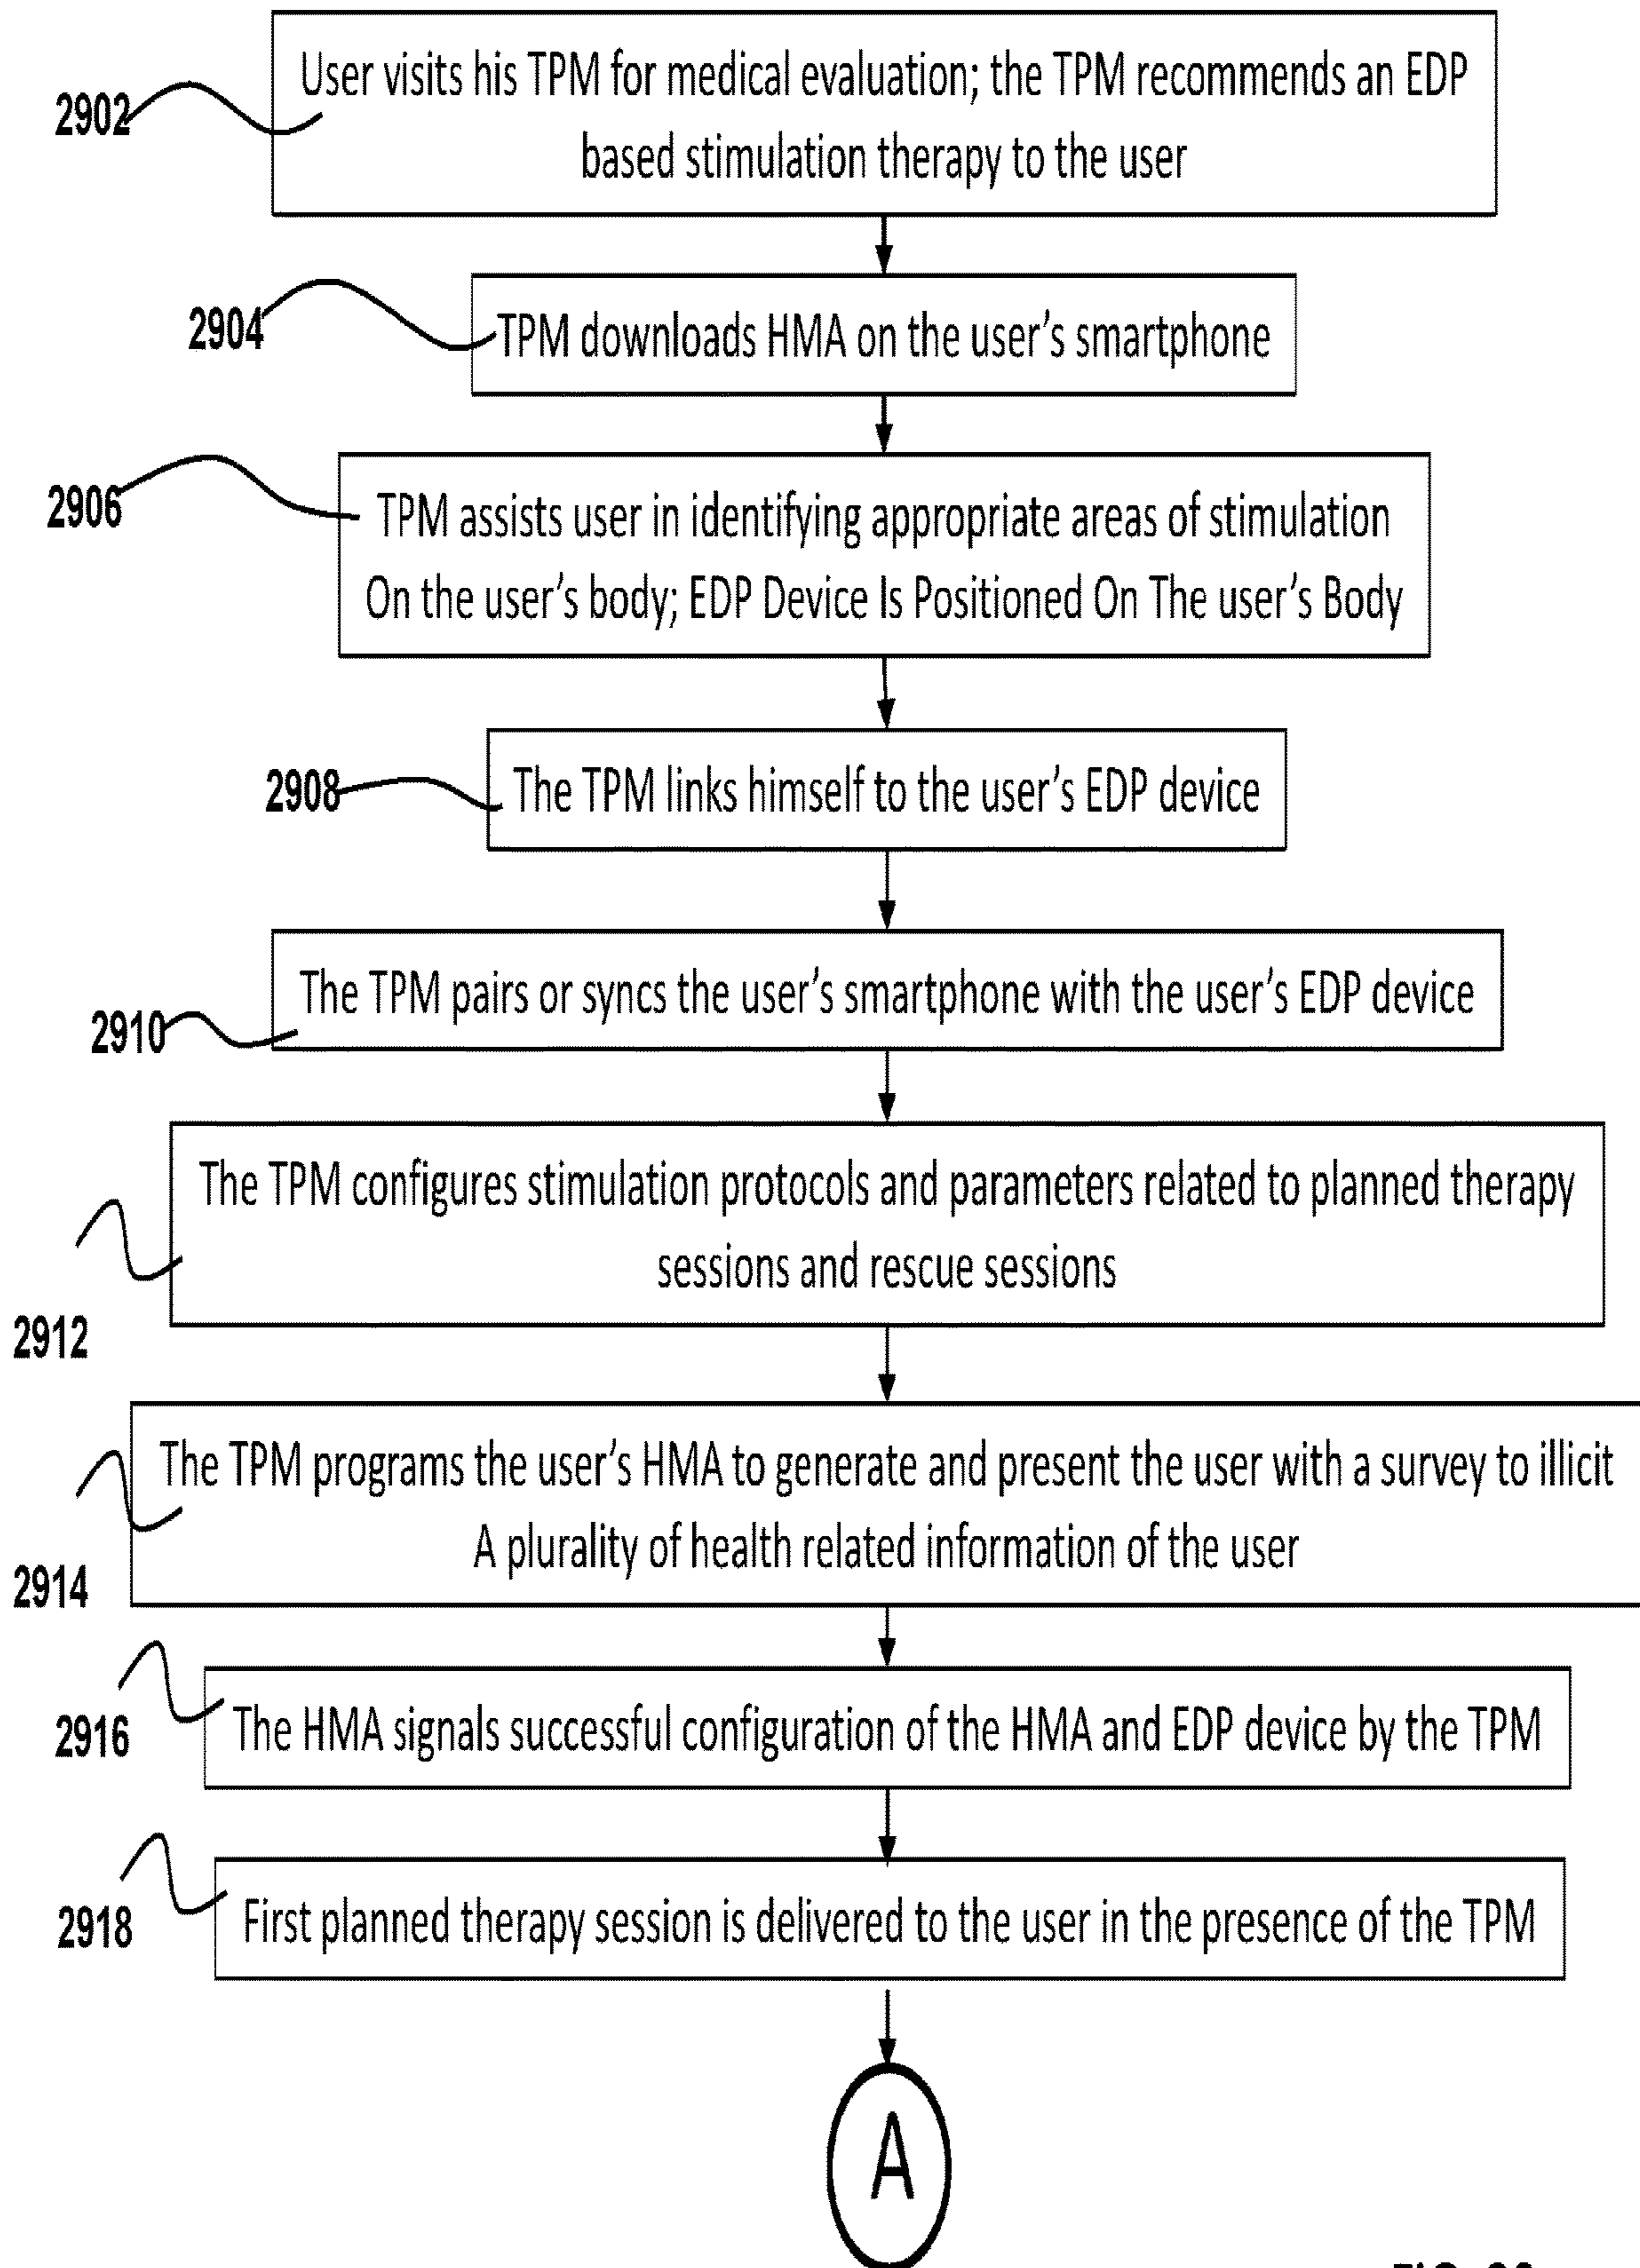 2902
User visits his TPM for medical evaluation; the TPM recommends an EDP
based stimulation therapy to the user
2904
TPM downloads HMA on the user's smartphone
2906
TPM assists user in identifying appropriate areas of stimulation
On the user's body; EDP Device Is Positioned On The user's Body
2908
The TPM links himself to the user's EDP device
2910
The TPM pairs or syncs the user's smartphone with the user's EDP device
2912
The TPM configures stimulation protocols and parameters related to planned therapy
sessions and rescue sessions
2914
The TPM programs the user's HMA to generate and present the user with a survey to illicit
A plurality of health related information of the user
2916
The HMA signals successful configuration of the HMA and EDP device by the TPM
2918
First planned therapy session is delivered to the user in the presence of the TPM
A